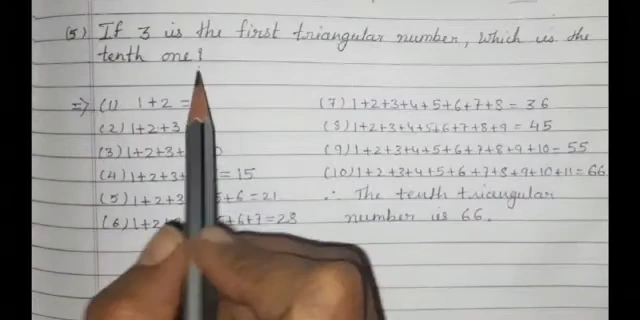 (5) If 3 is the first triangular number, which is the
tenth one?
=> (1) 1+2 =
(2) 1+2+3
(3) 1+2+3+
(4) 1+2+3+ = 15
(5) 1+2+3 5+6=21
(6) 1+2+ +6+7=28
(7) 1+2+3+4+5+6+7+8 = 36
(8) 1+2+3+4+5+6+7+8+9 = 45
(9) 1+2+3+4+5+6+7+8+9+10 = 55
(10) 1+2+3+4+5+6+7+8+9+10+11=66
∴ The tenth triangular
number is 66.